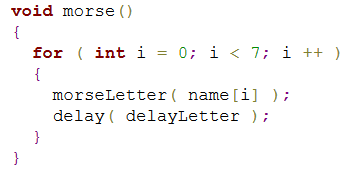 void morse()
{
  for ( int i = 0; i < 7; i ++ )
  {
    morseLetter( name[i] );
    delay( delayLetter );
  }
}